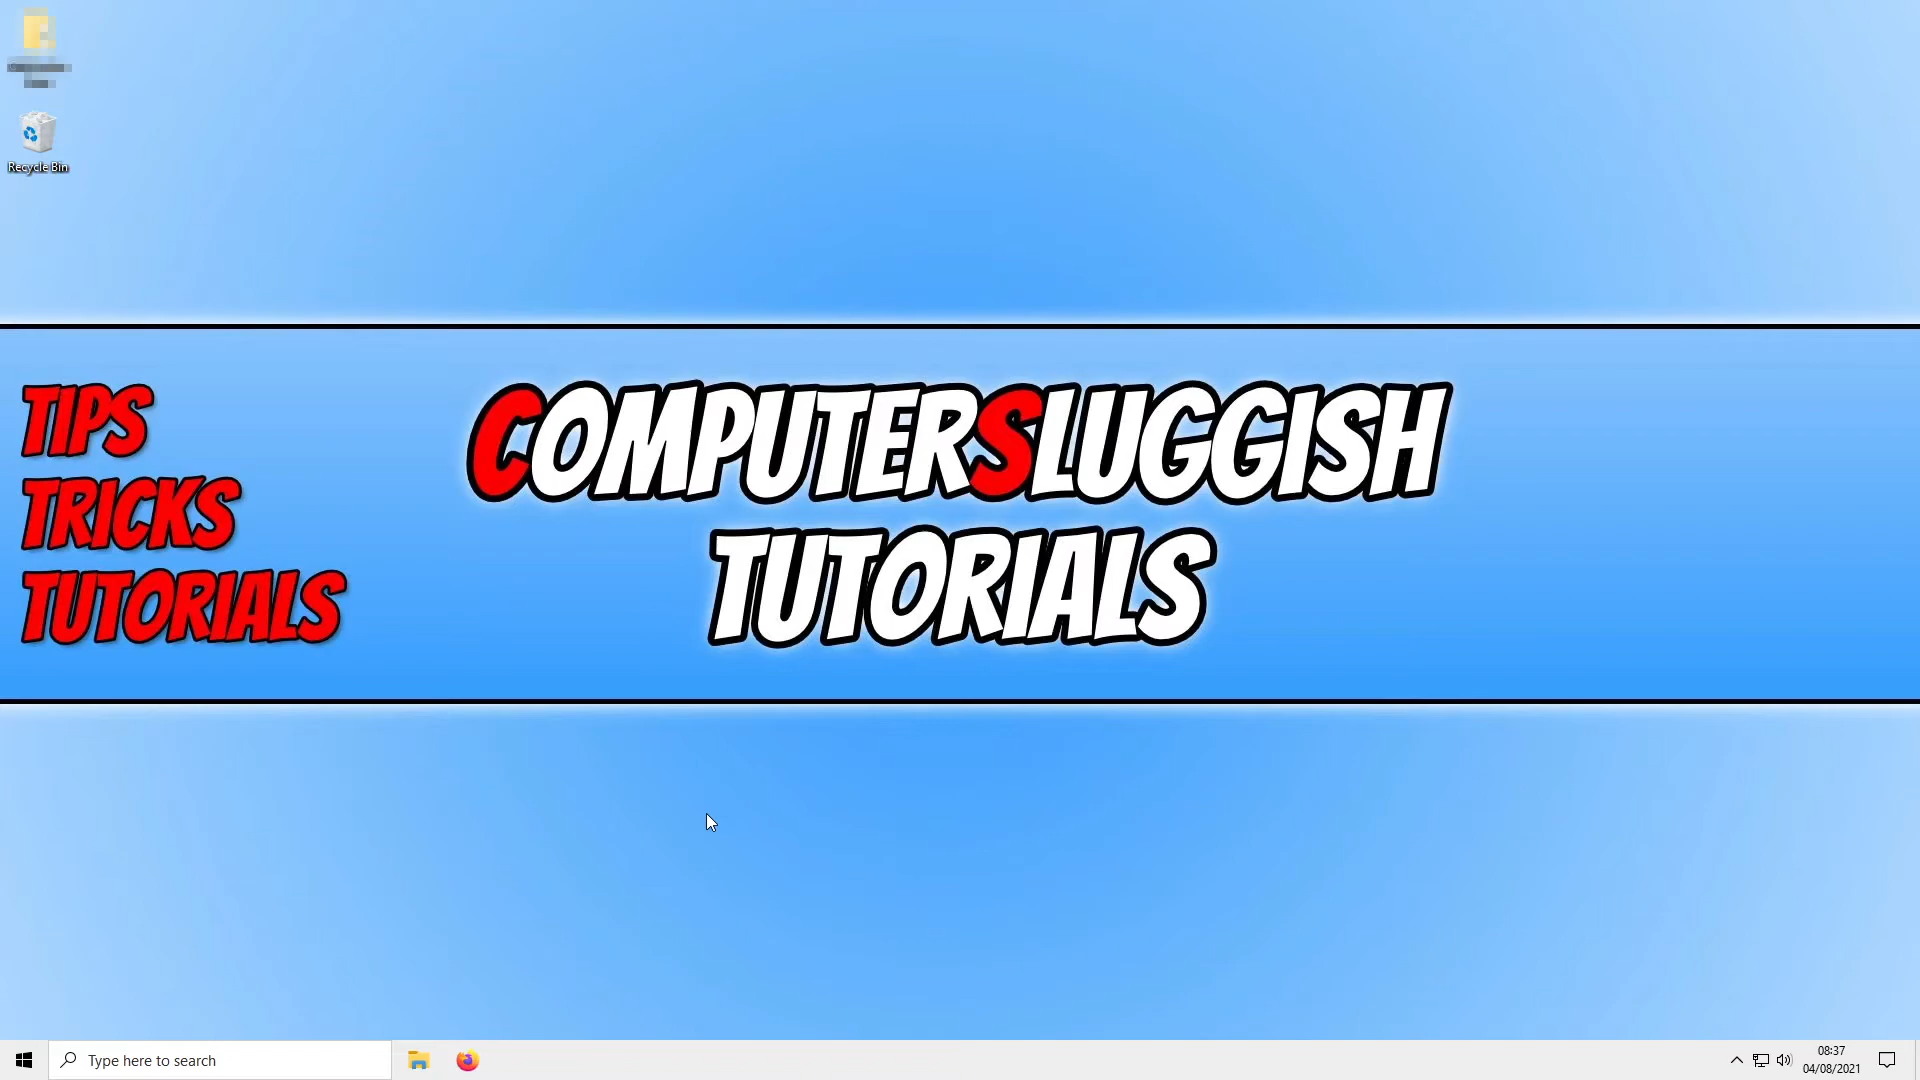 Recycle Bin
TIPS
TRICKS
TUTORIALS
COMPUTERSLUGGISH
TUTORIALS
Type here to search
08:37
04/08/2021